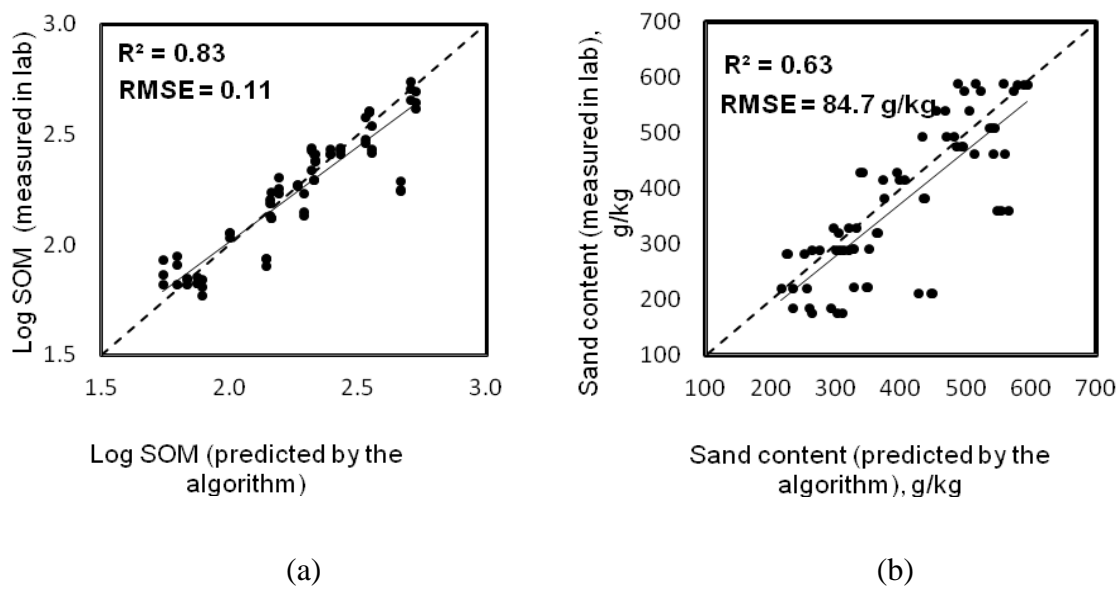 3.0
2.5
2.0
1.5
1.5 2.0 2.5 3.0
R² = 0.83
RMSE = 0.11
Log SOM (measured in lab)
Log SOM (predicted by the
algorithm)
(a)
700
600
500
400
300
200
100
100 200 300 400 500 600 700
R² = 0.63
RMSE = 84.7 g/kg
Sand content (measured in lab),
g/kg
Sand content (predicted by the
algorithm), g/kg
(b)